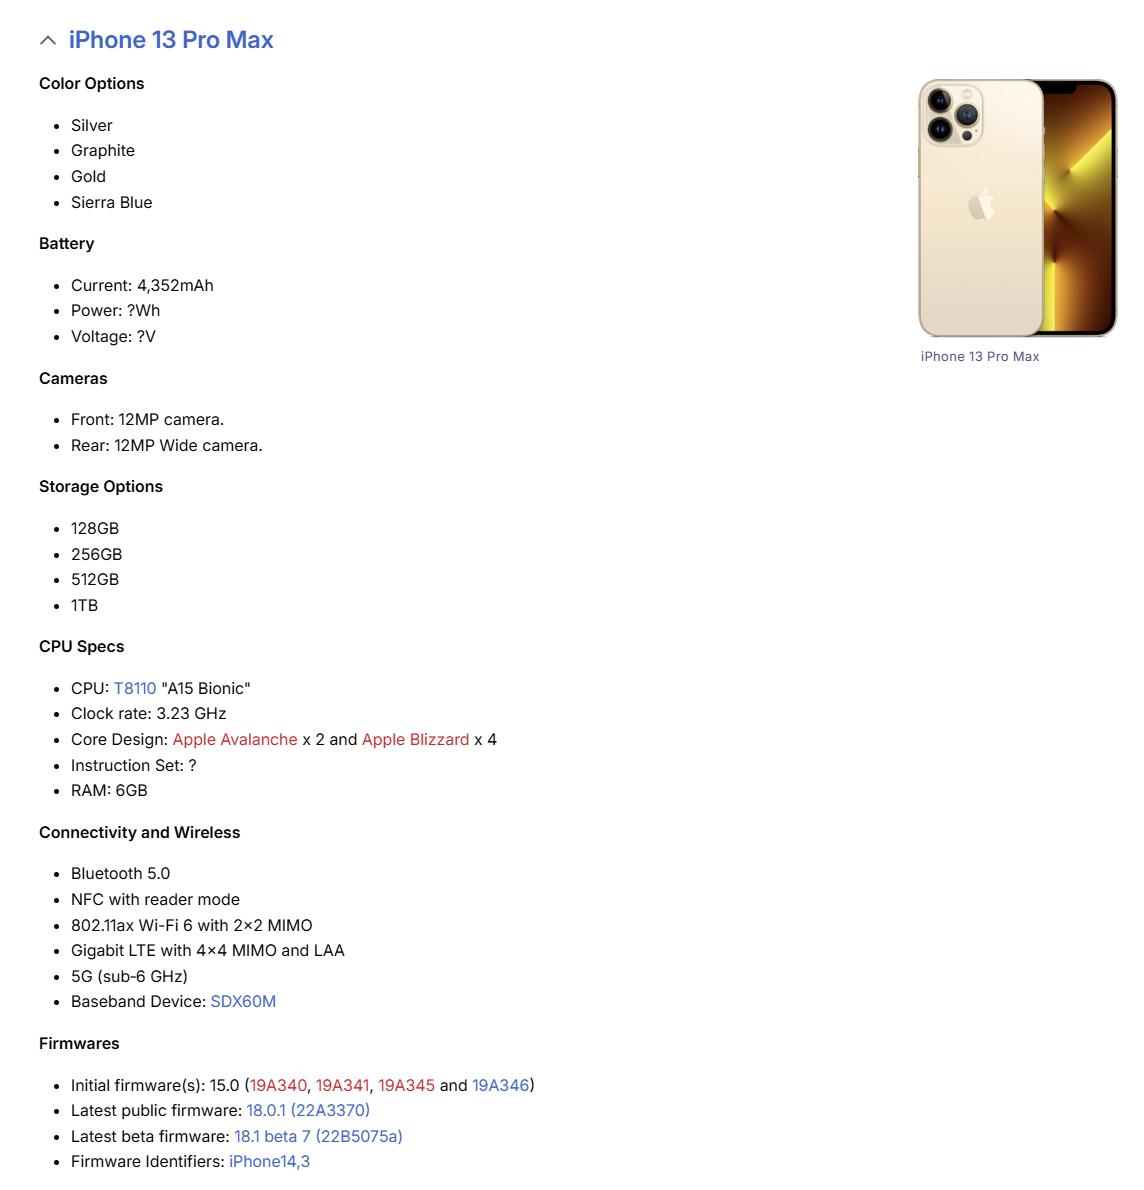 iPhone 13 Pro Max
Color Options
Silver
Graphite
Gold
Sierra Blue
iPhone 13 Pro Max
Battery
Current: 4,352mAh
Power: ?Wh
Voltage: ?V
Cameras
Front: 12MP camera.
Rear: 12MP Wide camera.
Storage Options
128GB
256GB
512GB
1TB
CPU Specs
CPU: T8110 "A15 Bionic"
Clock rate: 3.23 GHz
Core Design: Apple Avalanche x 2 and Apple Blizzard x 4
Instruction Set: ?
RAM: 6GB
Connectivity and Wireless
Bluetooth 5.0
NFC with reader mode
802.11ax Wi-Fi 6 with 2×2 MIMO
Gigabit LTE with 4×4 MIMO and LAA
5G (sub‑6 GHz)
Baseband Device: SDX60M
Firmwares
Initial firmware(s): 15.0 (19A340, 19A341, 19A345 and 19A346)
Latest public firmware: 18.0.1 (22A3370)
Latest beta firmware: 18.1 beta 7 (22B5075a)
Firmware Identifiers: iPhone14,3